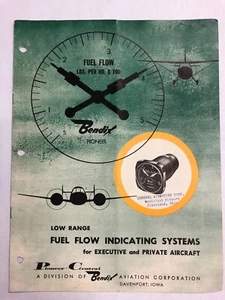 FUEL FLOW
LBS. PER HR. X 100
Bendix
PIONEER
LOW RANGE
FUEL FLOW INDICATING SYSTEMS
for EXECUTIVE and PRIVATE AIRCRAFT
Pioneer-Central
A DIVISION OF Bendix AVIATION CORPORATION
DAVENPORT, IOWA